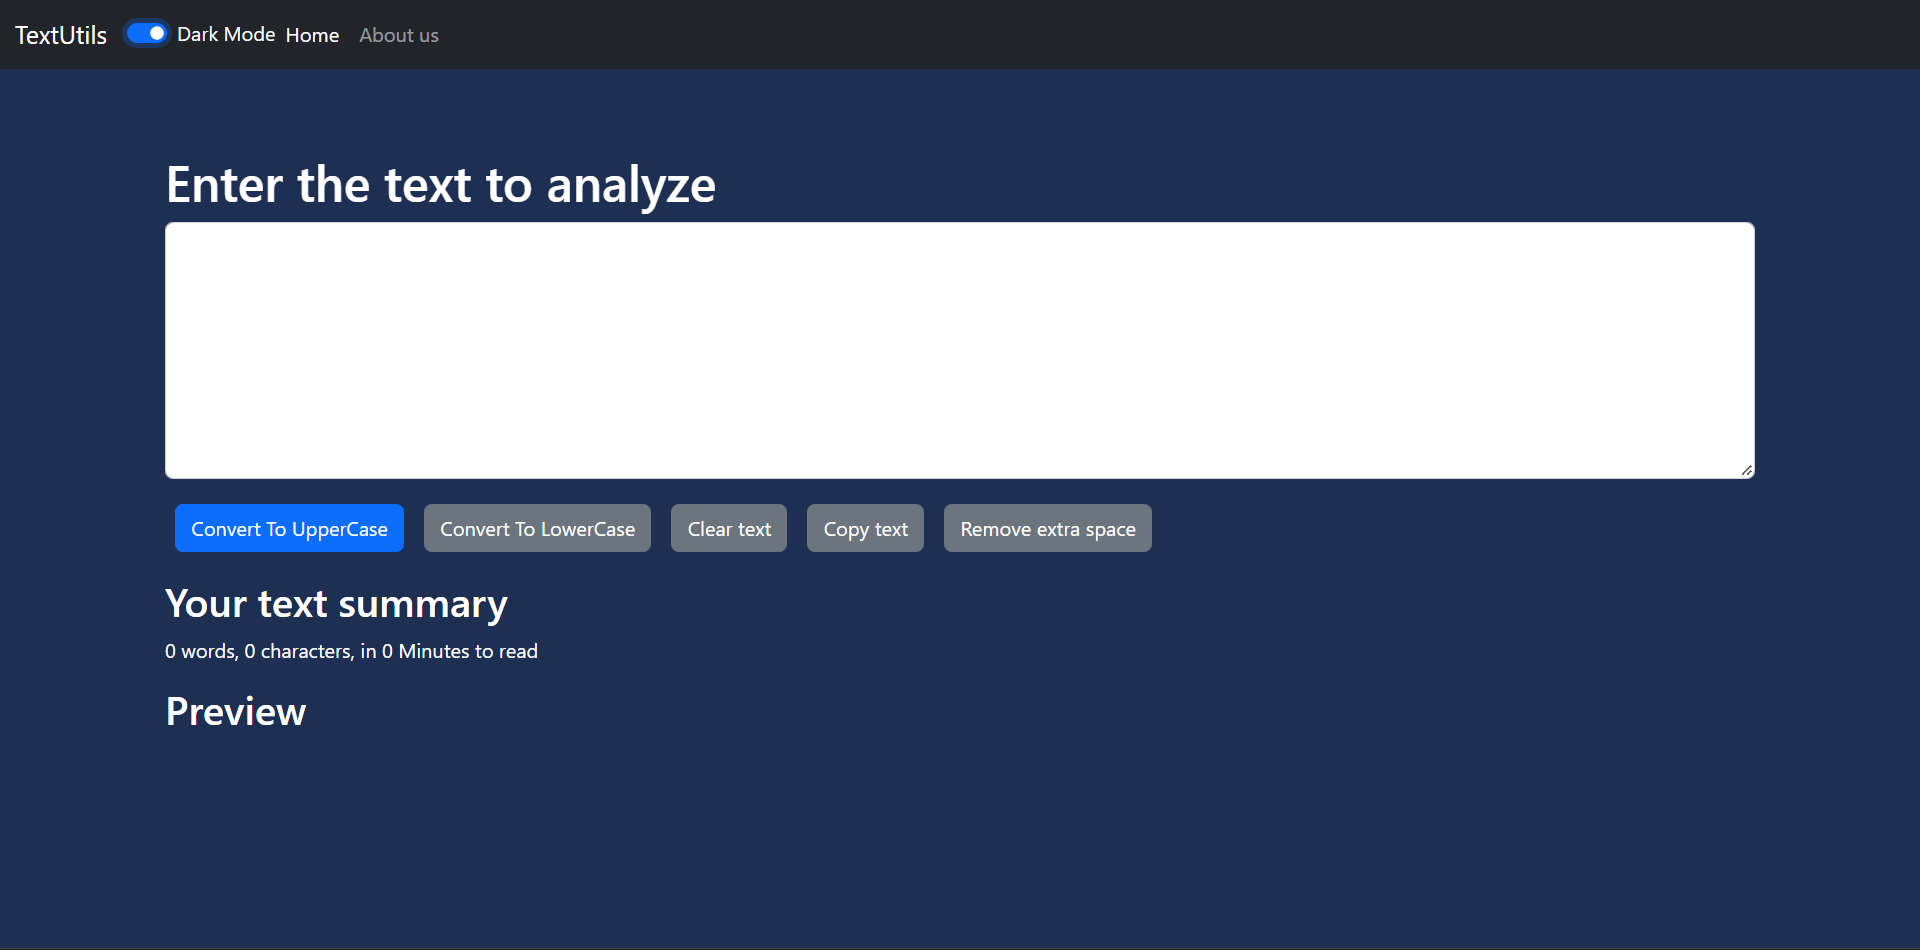 TextUtils Dark Mode Home About us
Enter the text to analyze
Convert To UpperCase Convert To LowerCase Clear text Copy text Remove extra space
Your text summary
0 words, 0 characters, in 0 Minutes to read
Preview